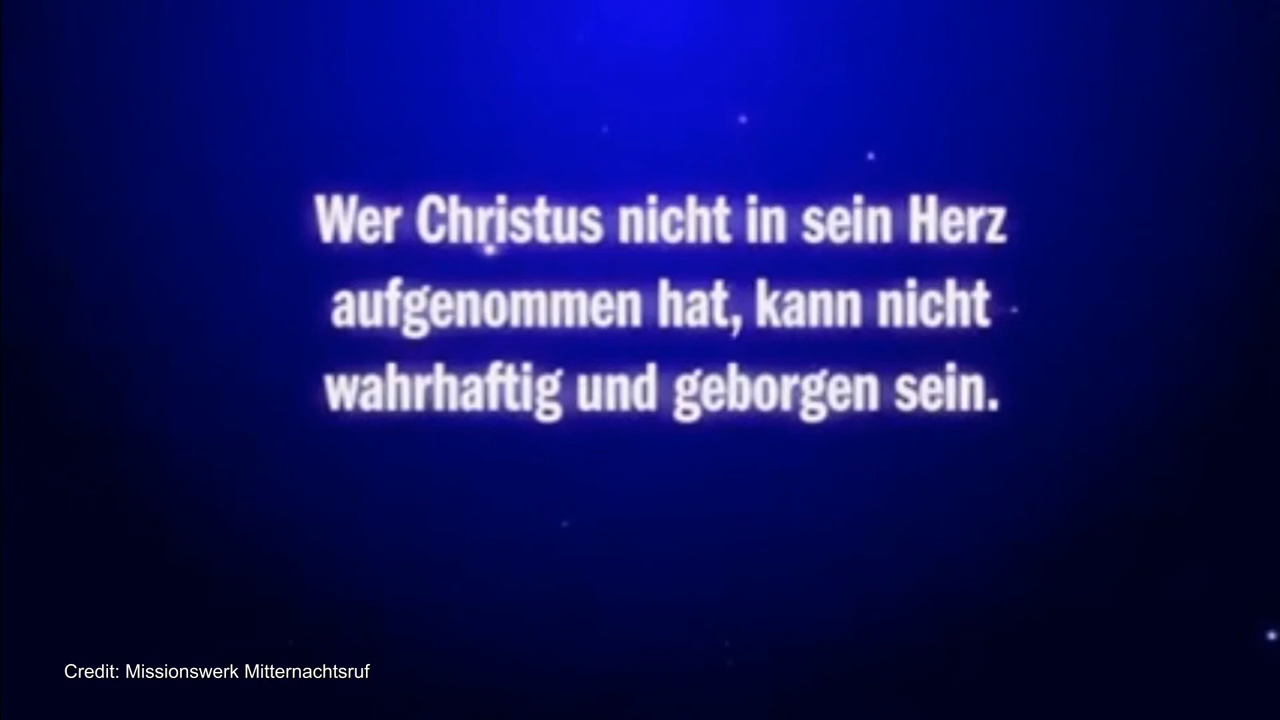 Wer Christus nicht in sein Herz
aufgenommen hat, kann nicht
wahrhaftig und geborgen sein.
Credit: Missionswerk Mitternachtsruf